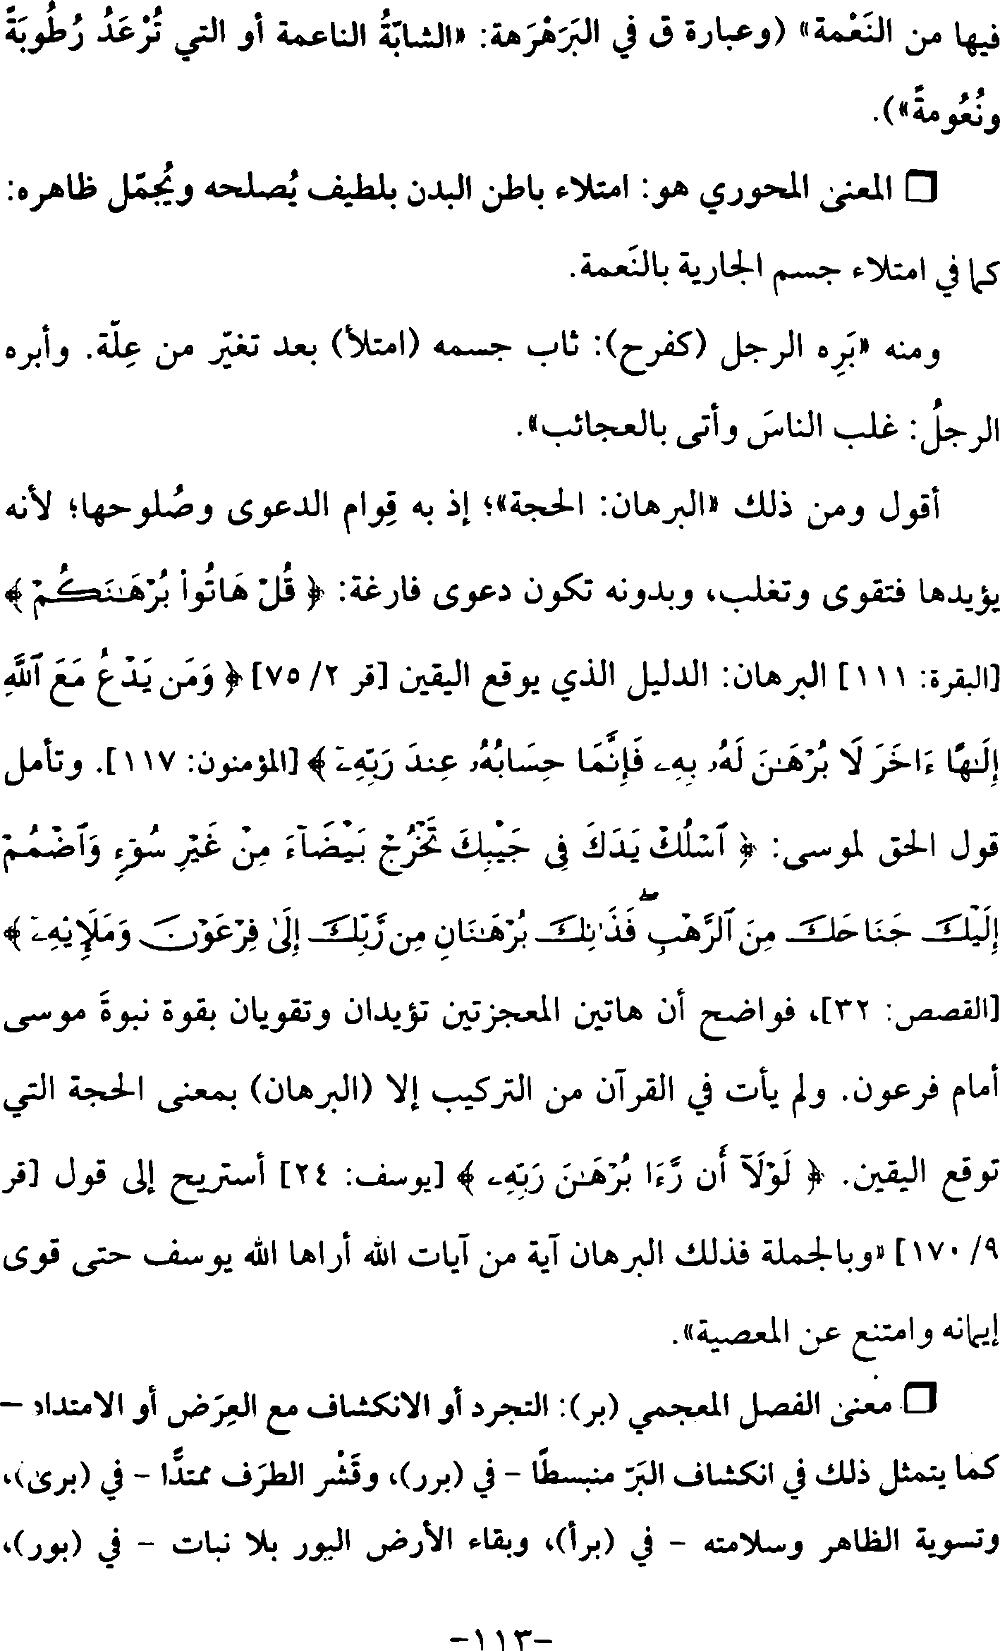 فيها من النَعْمة» (وعبارة ق في البَرَهْرَهة: «الشابّةُ الناعمة أو التي تُرْعَدُ رُطُوبَةً
ونُعُومةً»).
❏ المعنى المحوري هو: امتلاء باطن البدن بلطيف يُصلحه ويُجمّل ظاهره:
كما في امتلاء جسم الجارية بالنَعمة.
ومنه «بَرِه الرجل (كفرح): ثاب جسمه (امتلأ) بعد تغيّر من عِلّة. وأبره
الرجلُ: غلب الناسَ وأتى بالعجائب».
أقول ومن ذلك «البرهان: الحجة»؛ إذ به قِوام الدعوى وصُلوحها؛ لأنه
يؤيدها فتقوى وتغلب، وبدونه تكون دعوى فارغة: ﴿ قُلْ هَاتُوا۟ بُرْهَـٰنَكُمْ ﴾
[البقرة: ١١١] البرهان: الدليل الذي يوقع اليقين [قر ٢/ ٧٥] ﴿ وَمَن يَدْعُ مَعَ ٱللَّهِ
إِلَـٰهًا ءَاخَرَ لَا بُرْهَـٰنَ لَهُۥ بِهِۦ فَإِنَّمَا حِسَابُهُۥ عِندَ رَبِّهِۦٓ ﴾ [المؤمنون: ١١٧]. وتأمل
قول الحق لموسى: ﴿ ٱسْلُكْ يَدَكَ فِى جَيْبِكَ تَخْرُجْ بَيْضَآءَ مِنْ غَيْرِ سُوٓءٍ وَٱضْمُمْ
إِلَيْكَ جَنَاحَكَ مِنَ ٱلرَّهْبِ ۖ فَذَٰنِكَ بُرْهَـٰنَانِ مِن رَّبِّكَ إِلَىٰ فِرْعَوْنَ وَمَلَإِي۟هِۦٓ ﴾
[القصص: ٣٢]، فواضح أن هاتين المعجزتين تؤيدان وتقويان بقوة نبوةَ موسى
أمام فرعون. ولم يأت في القرآن من التركيب إلا (البرهان) بمعنى الحجة التي
توقع اليقين. ﴿ لَوْلَآ أَن رَّءَا بُرْهَـٰنَ رَبِّهِۦ ﴾ [يوسف: ٢٤] أستريح إلى قول [قر
٩/ ١٧٠] «وبالجملة فذلك البرهان آية من آيات الله أراها الله يوسف حتى قوى
إيمانه وامتنع عن المعصية».
❏ معنى الفصل المعجمي (بر): التجرد أو الانكشاف مع العِرَض أو الامتداد –
كما يتمثل ذلك في انكشاف البَرّ منبسطًا - في (برر)، وقَشْر الطرَف ممتدًّا - في (برى)،
وتسوية الظاهر وسلامته - في (برأ)، وبقاء الأرض البور بلا نبات - في (بور)،
-١١٣-